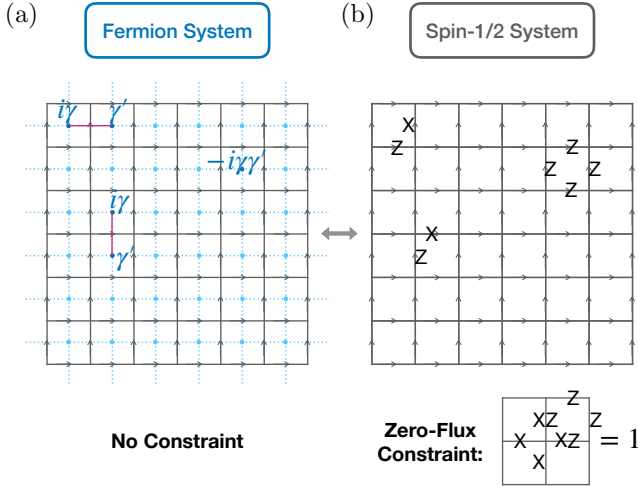 (a) Fermion System
(b) Spin-1/2 System
iγ γ′
X
Z
−iγγ′
Z
Z Z
Z
iγ
γ′
X
Z
No Constraint
Zero-Flux
Constraint:
Z
X Z Z
X X Z
X
= 1